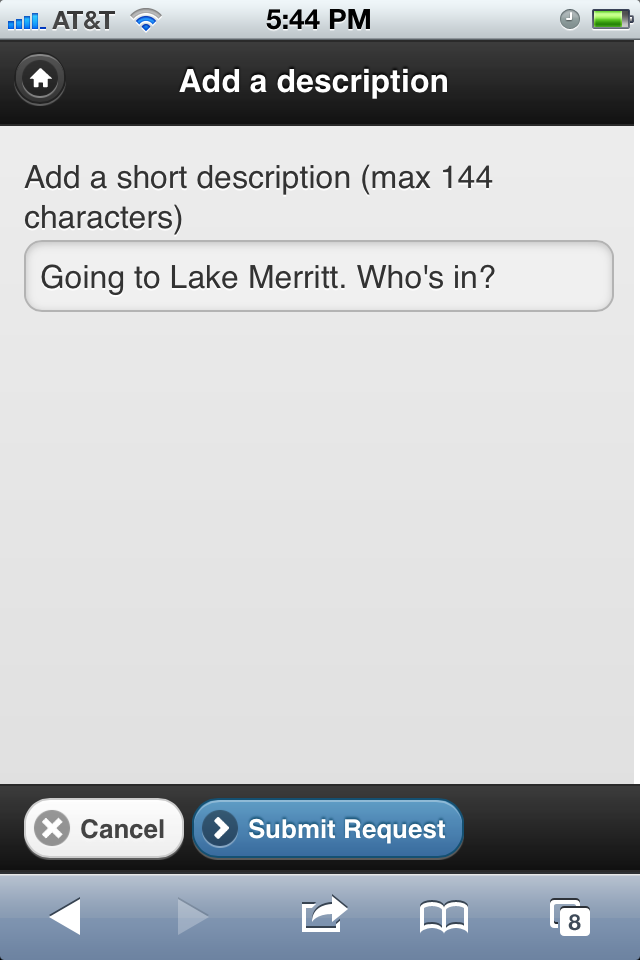 AT&T 5:44 PM
Add a description
Add a short description (max 144
characters)
Going to Lake Merritt. Who's in?
Cancel Submit Request
8